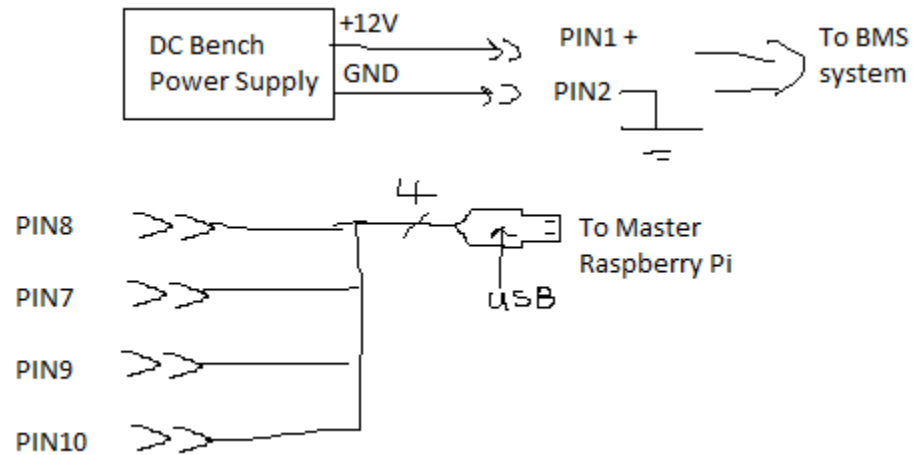 +12V
DC Bench
Power Supply
GND
PIN1 +
PIN2
To BMS
system
4
PIN8
To Master
Raspberry Pi
USB
PIN7
PIN9
PIN10